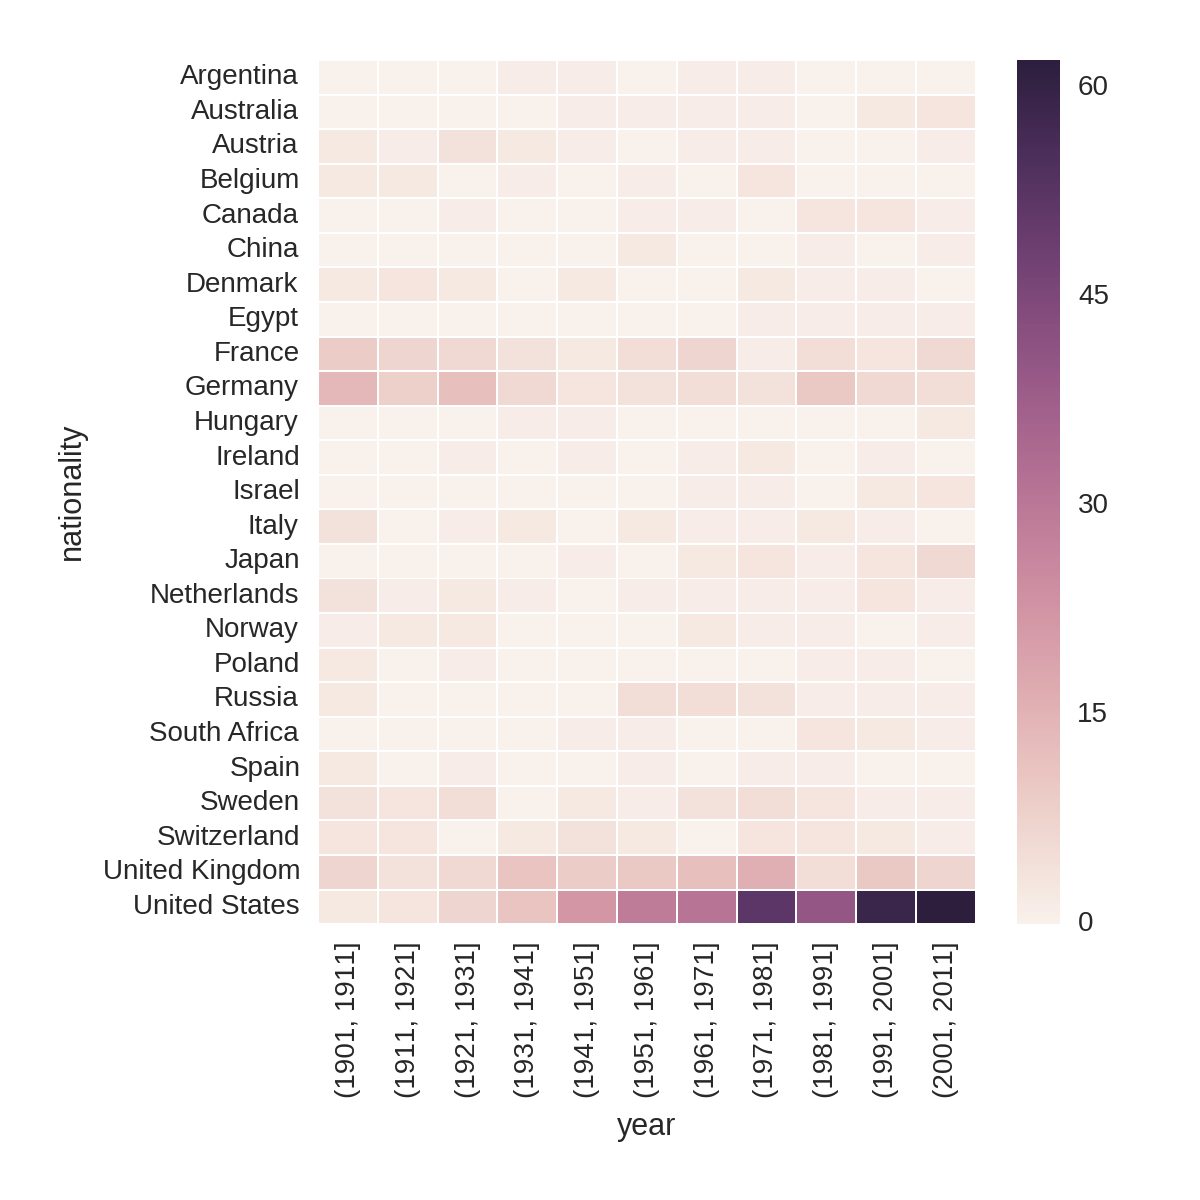 nationality
Argentina
Australia
Austria
Belgium
Canada
China
Denmark
Egypt
France
Germany
Hungary
Ireland
Israel
Italy
Japan
Netherlands
Norway
Poland
Russia
South Africa
Spain
Sweden
Switzerland
United Kingdom
United States
(1901, 1911]
(1911, 1921]
(1921, 1931]
(1931, 1941]
(1941, 1951]
(1951, 1961]
(1961, 1971]
(1971, 1981]
(1981, 1991]
(1991, 2001]
(2001, 2011]
year
60
45
30
15
0